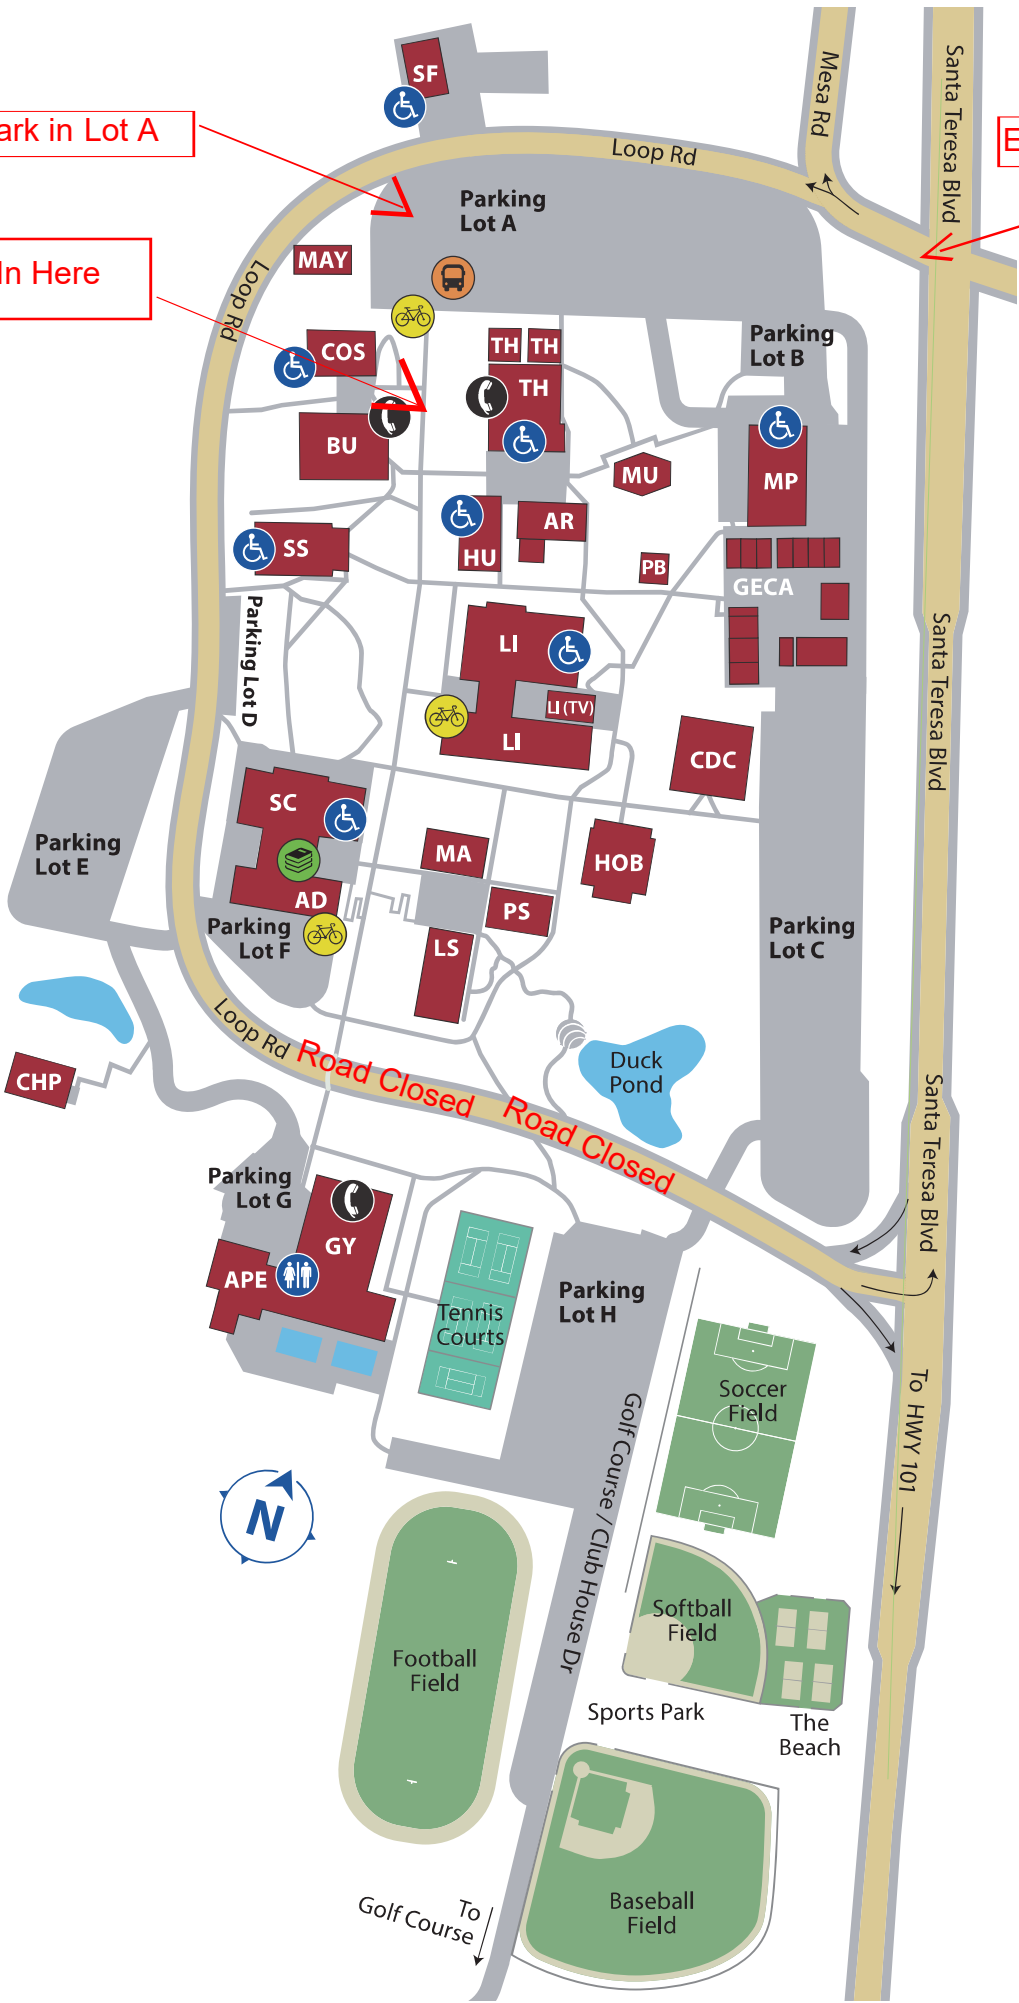 SF
ark in Lot A
Loop Rd
Mesa Rd
Santa Teresa Blvd
E
Parking
Lot A
MAY
In Here
Loop Rd
COS
TH
TH
TH
Parking
Lot B
BU
MU
MP
SS
HU
AR
PB
GECA
Parking Lot D
LI
LI (TV)
LI
Santa Teresa Blvd
CDC
SC
Parking
Lot E
MA
HOB
AD
PS
Parking
Lot F
LS
Parking
Lot C
Loop Rd
Road Closed
Road Closed
Duck
Pond
CHP
Santa Teresa Blvd
Parking
Lot G
GY
APE
Tennis
Courts
Parking
Lot H
Soccer
Field
To HWY 101
Golf Course / Club House Dr
N
Softball
Field
Football
Field
Sports Park
The
Beach
Baseball
Field
To
Golf Course